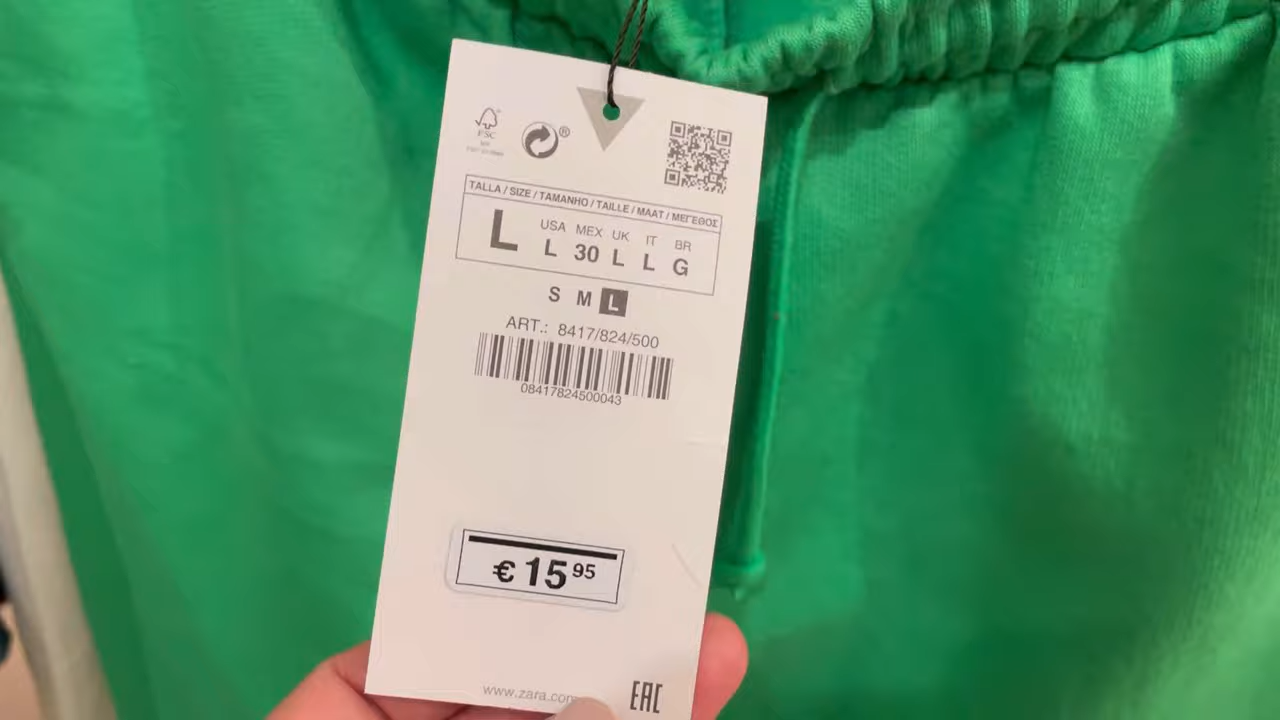 FSC
®
TALLA / SIZE / TAMANHO / TAILLE / MAAT / ΜΕΓΕΘΟΣ
L
USA MEX UK IT BR
L 30 L L G
S M L
ART.: 8417/824/500
08417824500043
€ 15 95
www.zara.com
EAC